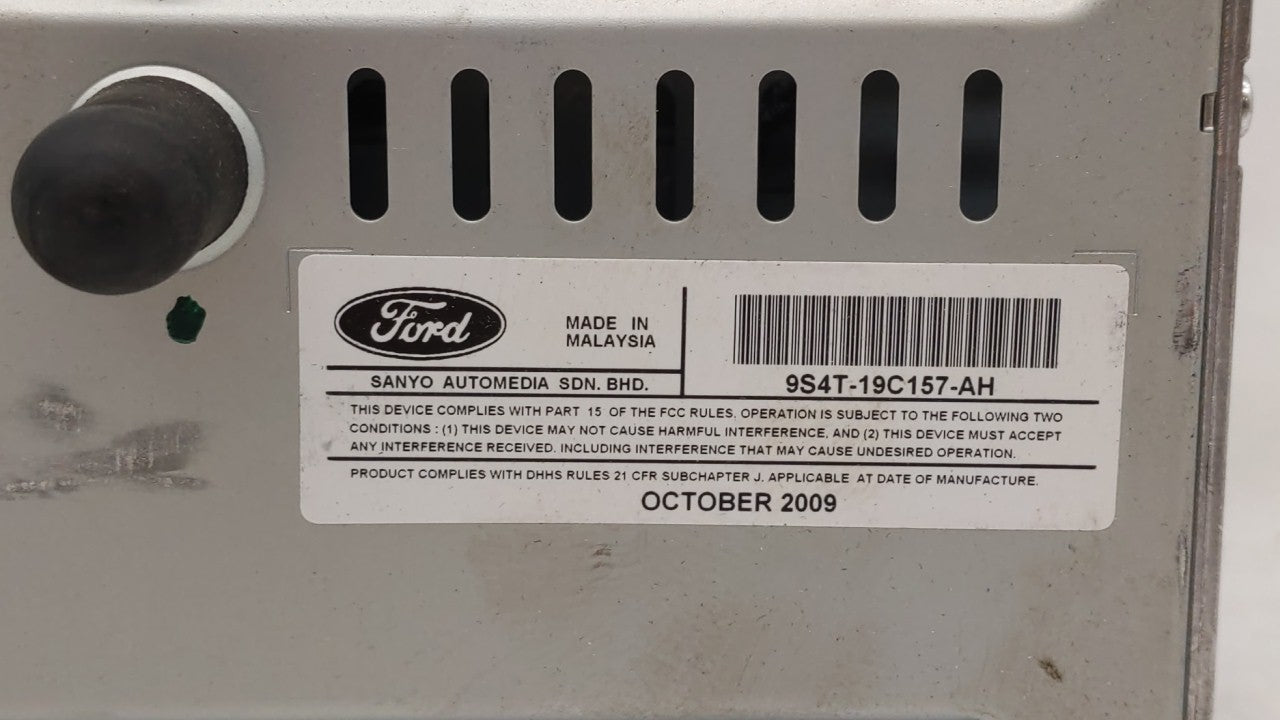 Ford
MADE IN
MALAYSIA
SANYO AUTOMEDIA SDN. BHD.
9S4T-19C157-AH
THIS DEVICE COMPLIES WITH PART 15 OF THE FCC RULES. OPERATION IS SUBJECT TO THE FOLLOWING TWO
CONDITIONS : (1) THIS DEVICE MAY NOT CAUSE HARMFUL INTERFERENCE, AND (2) THIS DEVICE MUST ACCEPT
ANY INTERFERENCE RECEIVED. INCLUDING INTERFERENCE THAT MAY CAUSE UNDESIRED OPERATION.
PRODUCT COMPLIES WITH DHHS RULES 21 CFR SUBCHAPTER J. APPLICABLE AT DATE OF MANUFACTURE.
OCTOBER 2009